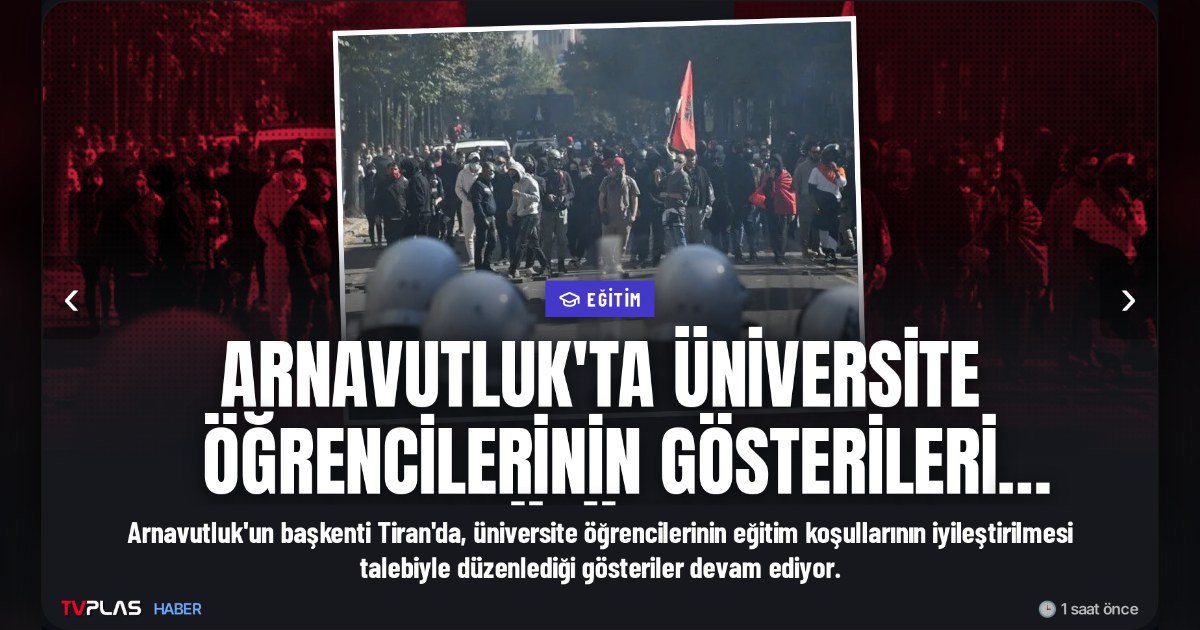 EĞİTİM
ARNAVUTLUK'TA ÜNİVERSİTE
ÖĞRENCİLERİNİN GÖSTERİLERİ...
Arnavutluk'un başkenti Tiran'da, üniversite öğrencilerinin eğitim koşullarının iyileştirilmesi
talebiyle düzenlediği gösteriler devam ediyor.
TVPLAS HABER
1 saat önce